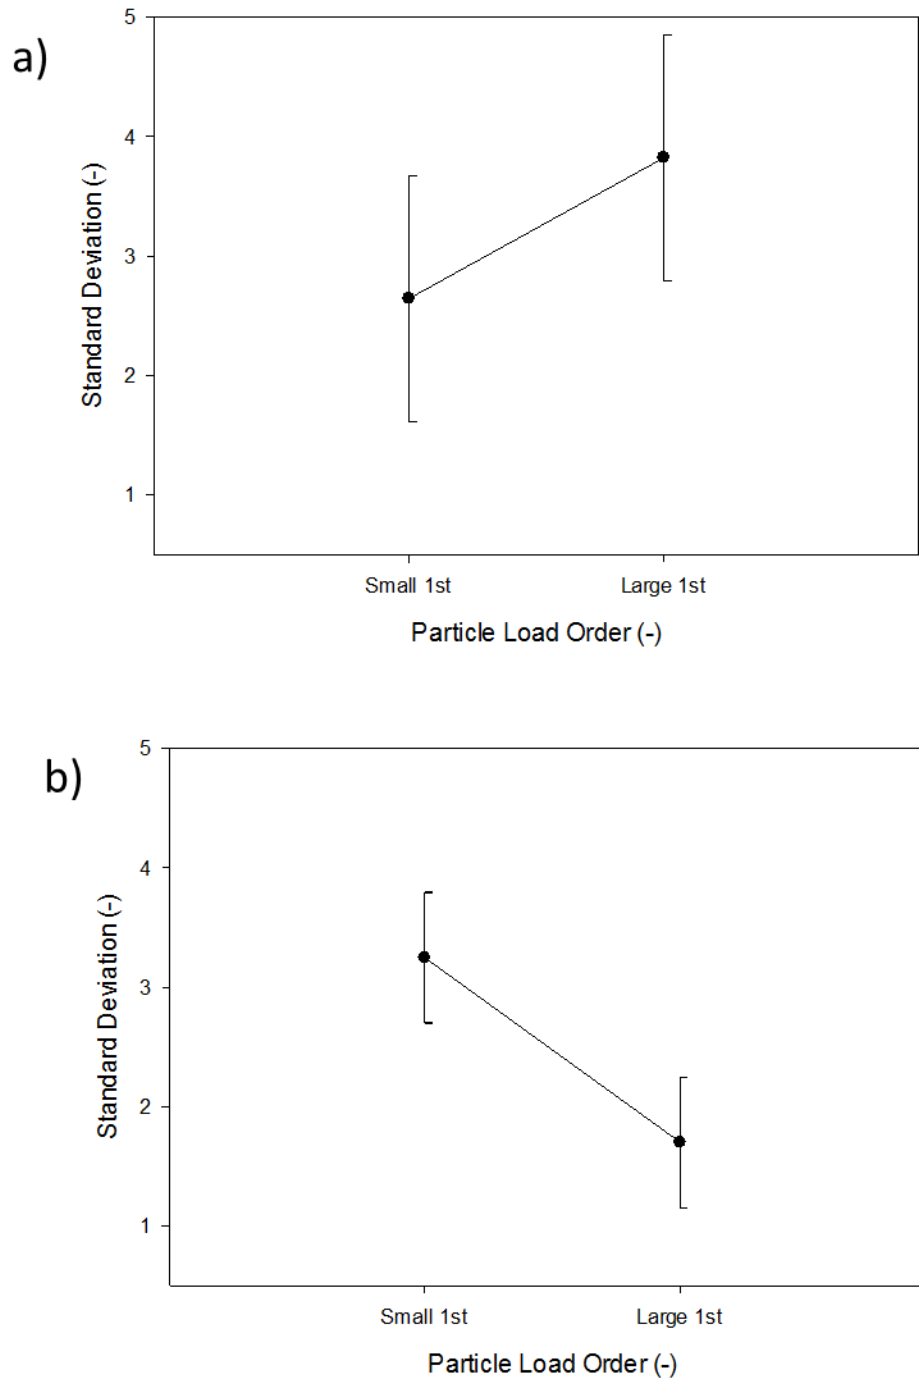 a)
5
4
3
2
1
Standard Deviation (-)
Small 1st Large 1st
Particle Load Order (-)
b)
5
4
3
2
1
Standard Deviation (-)
Small 1st Large 1st
Particle Load Order (-)